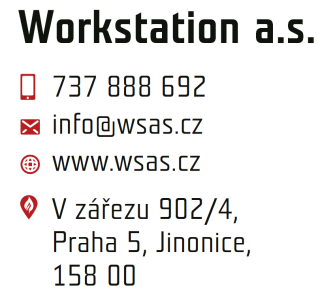 Workstation a.s.
737 888 692
info@wsas.cz
www.wsas.cz
V zářezu 902/4,
Praha 5, Jinonice,
158 00